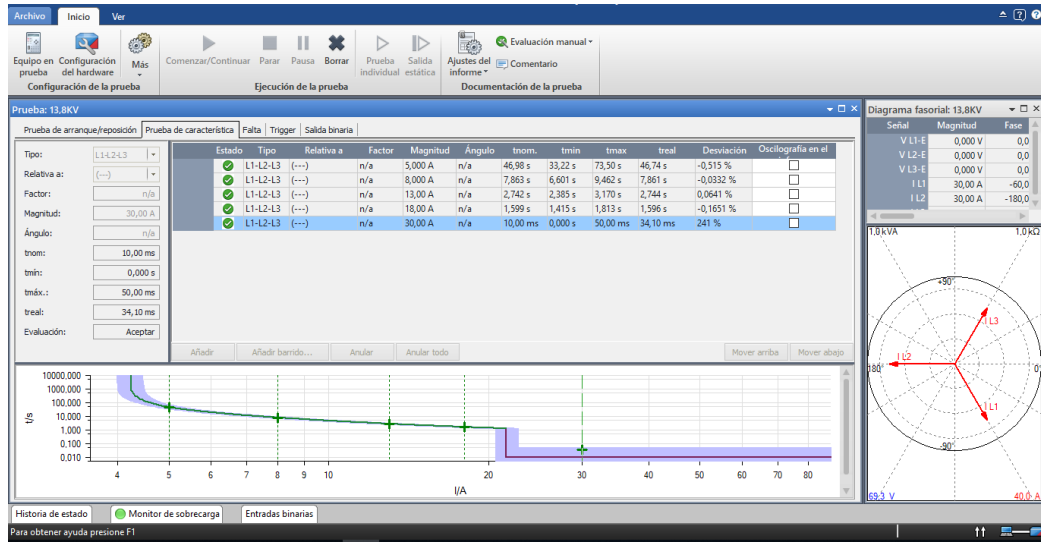 Archivo Inicio Ver
Comenzar/Continuar Parar Pausa Borrar
Equipo en prueba
Configuración del hardware
Más
Prueba individual
Salida estática
Ajustes del informe
Evaluación manual
Comentario
Configuración de la prueba Ejecución de la prueba Documentación de la prueba
Prueba: 13,8KV
Prueba de arranque/reposición Prueba de característica Falta Trigger Salida binaria
Tipo: L1-L2-L3
Relativa a: (---)
Factor: n/a
Magnitud: 30,00 A
Ángulo: n/a
tnom: 10,00 ms
tmín: 0,000 s
tmáx.: 50,00 ms
treal: 34,10 ms
Evaluación: Aceptar
Estado Tipo Relativa a Factor Magnitud Ángulo tnom. tmin tmax treal Desviación Oscilografía en el
L1-L2-L3 (---) n/a 5,000 A n/a 46,98 s 33,22 s 73,50 s 46,74 s -0,515 %
L1-L2-L3 (---) n/a 8,000 A n/a 7,863 s 6,601 s 9,462 s 7,861 s -0,0332 %
L1-L2-L3 (---) n/a 13,00 A n/a 2,742 s 2,385 s 3,170 s 2,744 s 0,0641 %
L1-L2-L3 (---) n/a 18,00 A n/a 1,599 s 1,415 s 1,813 s 1,596 s -0,1651 %
L1-L2-L3 (---) n/a 30,00 A n/a 10,00 ms 0,000 s 50,00 ms 34,10 ms 241 %
Añadir Añadir barrido... Anular Anular todo Mover arriba Mover abajo
t/s
10000,000
1000,000
100,000
10,000
1,000
0,100
0,010
4 5 6 7 8 9 10 20 30 40 50 60 70 80
I/A
Diagrama fasorial: 13,8KV
Señal Magnitud Fase
V L1-E 0,000 V 0,0
V L2-E 0,000 V 0,0
V L3-E 0,000 V 0,0
I L1 30,00 A -60,0
I L2 30,00 A -180,0
1,0 kVA 1,0 kΩ
+90°
I L3
I L2
180° 0°
I L1
-90°
69,3 V 40,0 A
Historia de estado Monitor de sobrecarga Entradas binarias
Para obtener ayuda presione F1